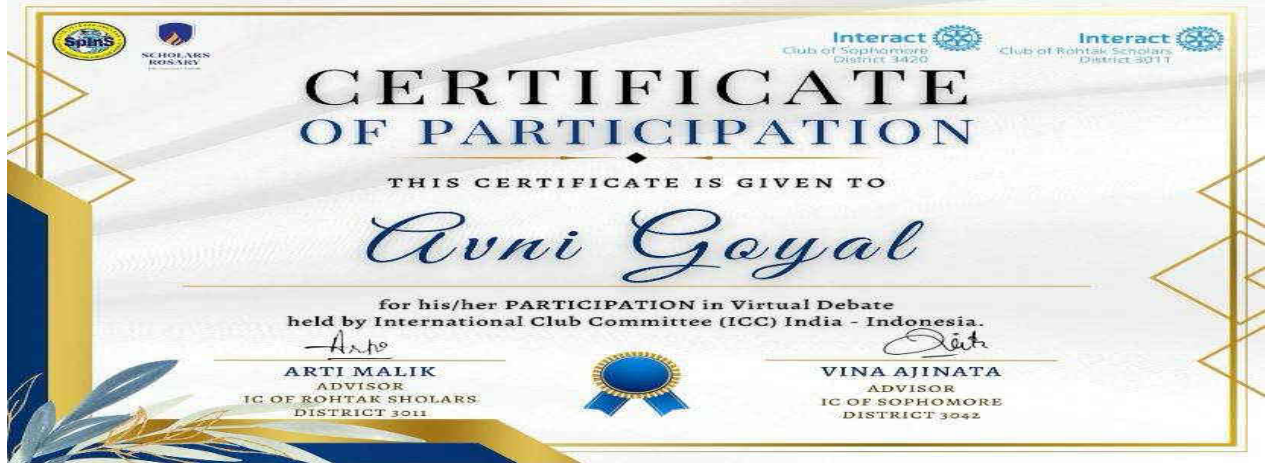 SpInS
SCHOLARS
ROSARY
Interact
Club of Sophomore
District 3420
Interact
Club of Rohtak Scholars
District 3011
CERTIFICATE
OF PARTICIPATION
THIS CERTIFICATE IS GIVEN TO
Avni Goyal
for his/her PARTICIPATION in Virtual Debate
held by International Club Committee (ICC) India - Indonesia.
ARTI MALIK
ADVISOR
IC OF ROHTAK SHOLARS
DISTRICT 3011
VINA AJINATA
ADVISOR
IC OF SOPHOMORE
DISTRICT 3042